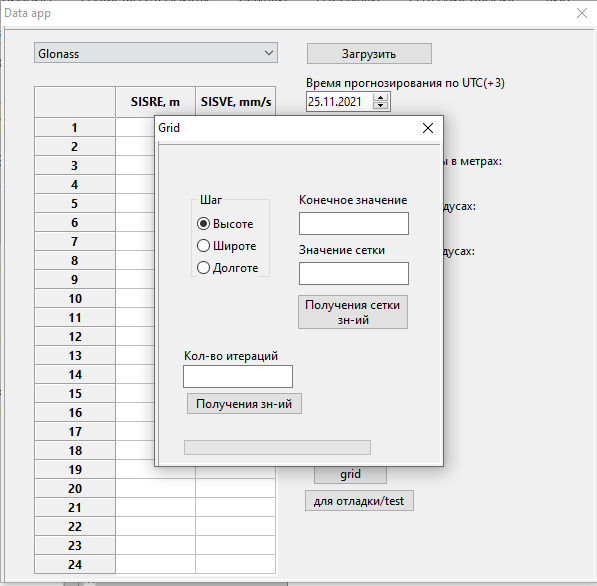 Data app
Glonass
Загрузить
Время прогнозирования по UTC(+3)
25.11.2021
SISRE, m SISVE, mm/s
1
2
3
4
5
6
7
8
9
10
11
12
13
14
15
16
17
18
19
20
21
22
23
24
ы в метрах:
дусах:
дусах:
Grid
Шаг
Высоте
Широте
Долготе
Конечное значение
Значение сетки
Получения сетки
зн-ий
Кол-во итераций
Получения зн-ий
grid
для отладки/test